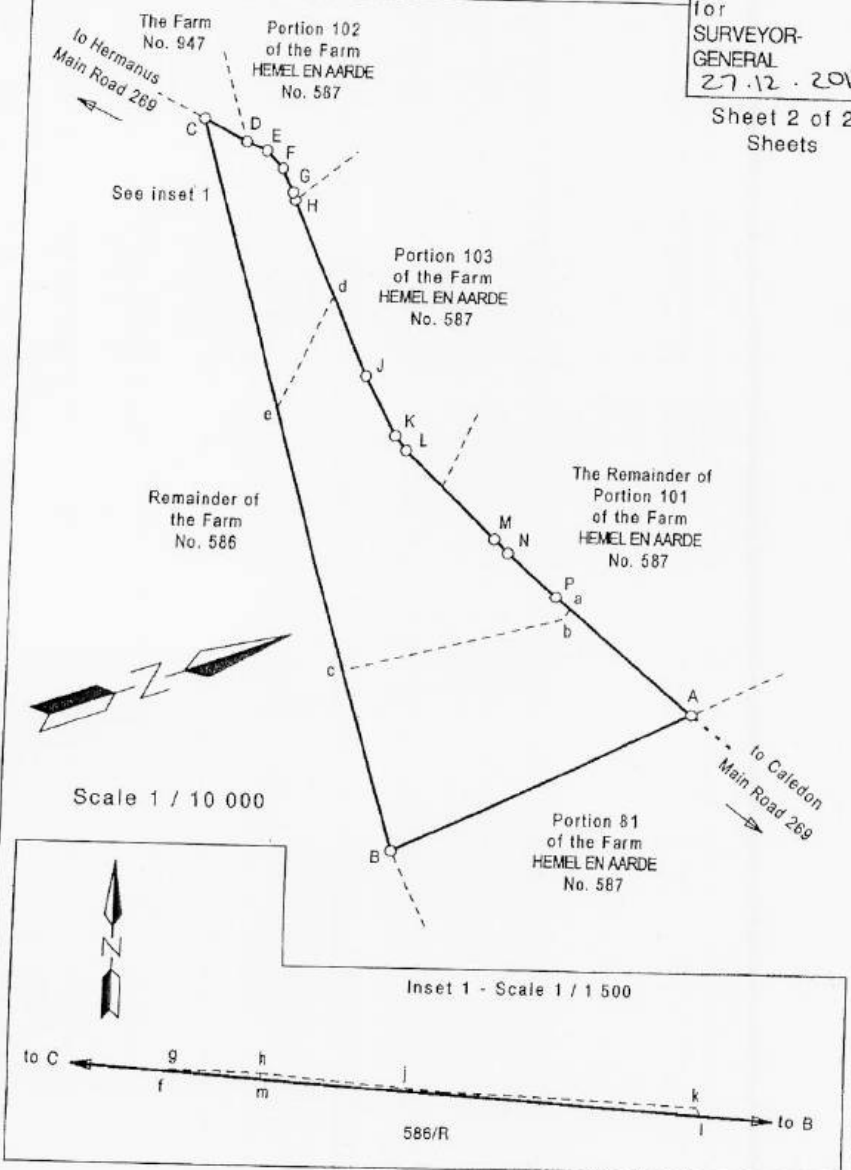 for
SURVEYOR-
GENERAL
27.12.201
Sheet 2 of 2
Sheets
The Farm
No. 947
Portion 102
of the Farm
HEMEL EN AARDE
No. 587
to Hermanus
Main Road 269
C
D
E
F
G
H
See inset 1
Portion 103
of the Farm
HEMEL EN AARDE
No. 587
d
J
e
K
L
Remainder of
the Farm
No. 586
The Remainder of
Portion 101
of the Farm
HEMEL EN AARDE
No. 587
M
N
P
a
b
c
N
A
to Caledon
Main Road 269
Scale 1 / 10 000
B
Portion 81
of the Farm
HEMEL EN AARDE
No. 587
N
Inset 1 - Scale 1 / 1 500
to C
g
h
j
k
f
m
l
to B
586/R